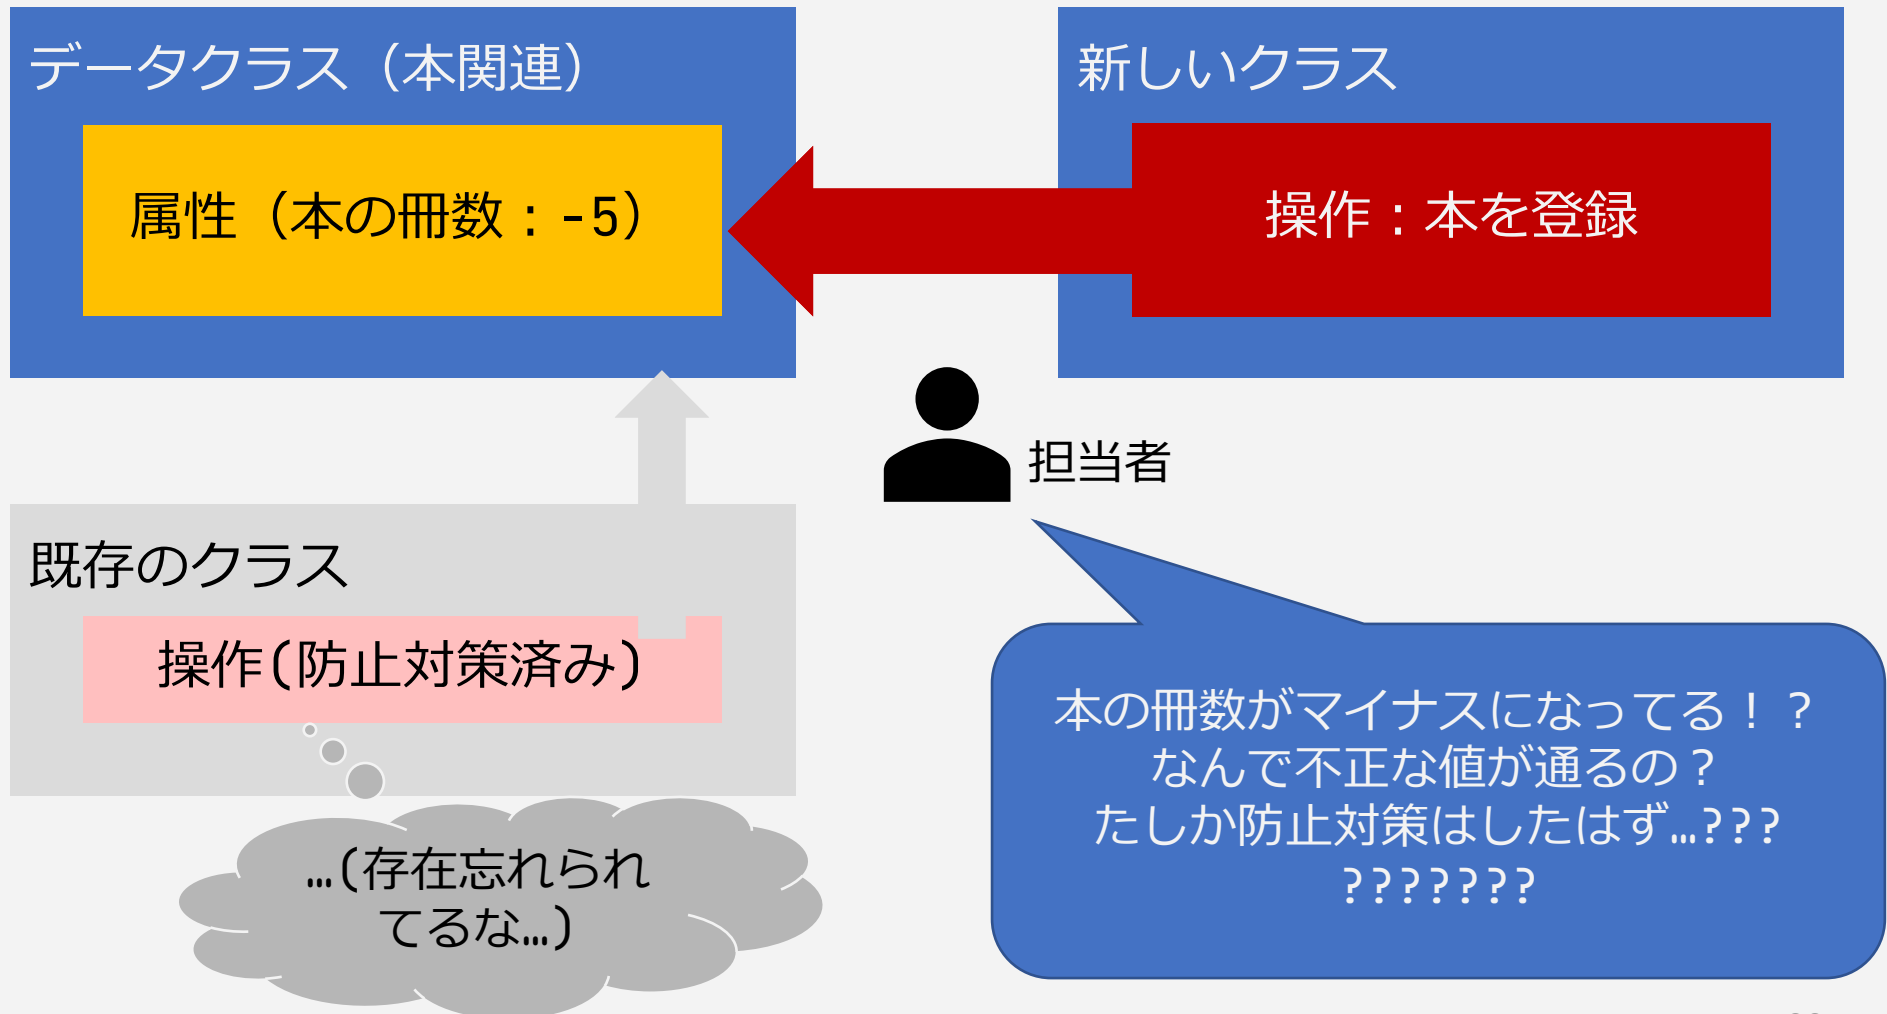 データクラス（本関連）
属性（本の冊数：-5）
新しいクラス
操作：本を登録
担当者
既存のクラス
操作(防止対策済み)
…(存在忘れられ
てるな…)
本の冊数がマイナスになってる！？
なんで不正な値が通るの？
たしか防止対策はしたはず…???
???????